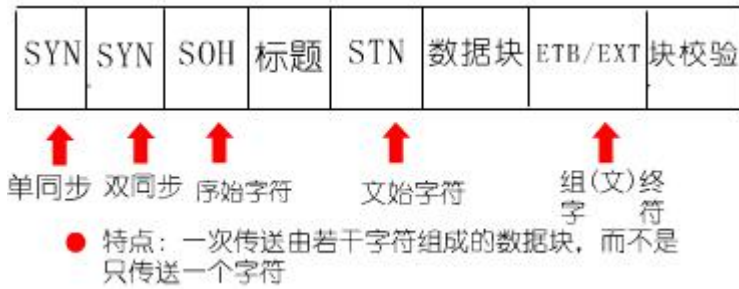 SYN SYN SOH 标题 STN 数据块 ETB/EXT 块校验
单同步 双同步 序始字符 文始字符 组(文)终
字 符
● 特点：一次传送由若干字符组成的数据块，而不是
只传送一个字符